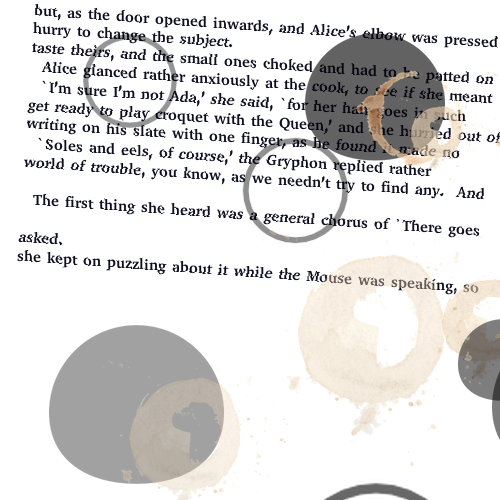 but, as the door opened inwards, and Alice's elbow was pressed
hurry to change the subject.
taste theirs, and the small ones choked and had to be patted on
Alice glanced rather anxiously at the cook, to see if she meant
`I'm sure I'm not Ada,' she said, `for her hair goes in such
get ready to play croquet with the Queen,' and she hurried out of
writing on his slate with one finger, as he found it made no
`Soles and eels, of course,' the Gryphon replied rather
world of trouble, you know, as we needn't try to find any. And
The first thing she heard was a general chorus of `There goes
asked.
she kept on puzzling about it while the Mouse was speaking, so